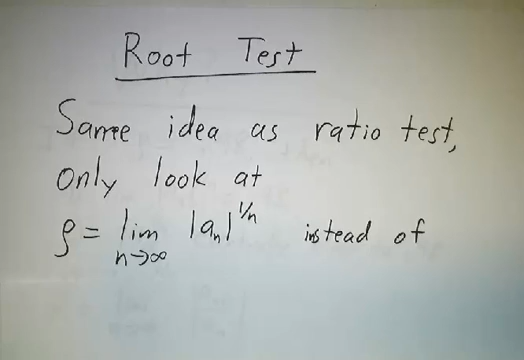 Root Test
Same idea as ratio test,
only look at
ρ = lim |aₙ|^{1/n} instead of
n→∞